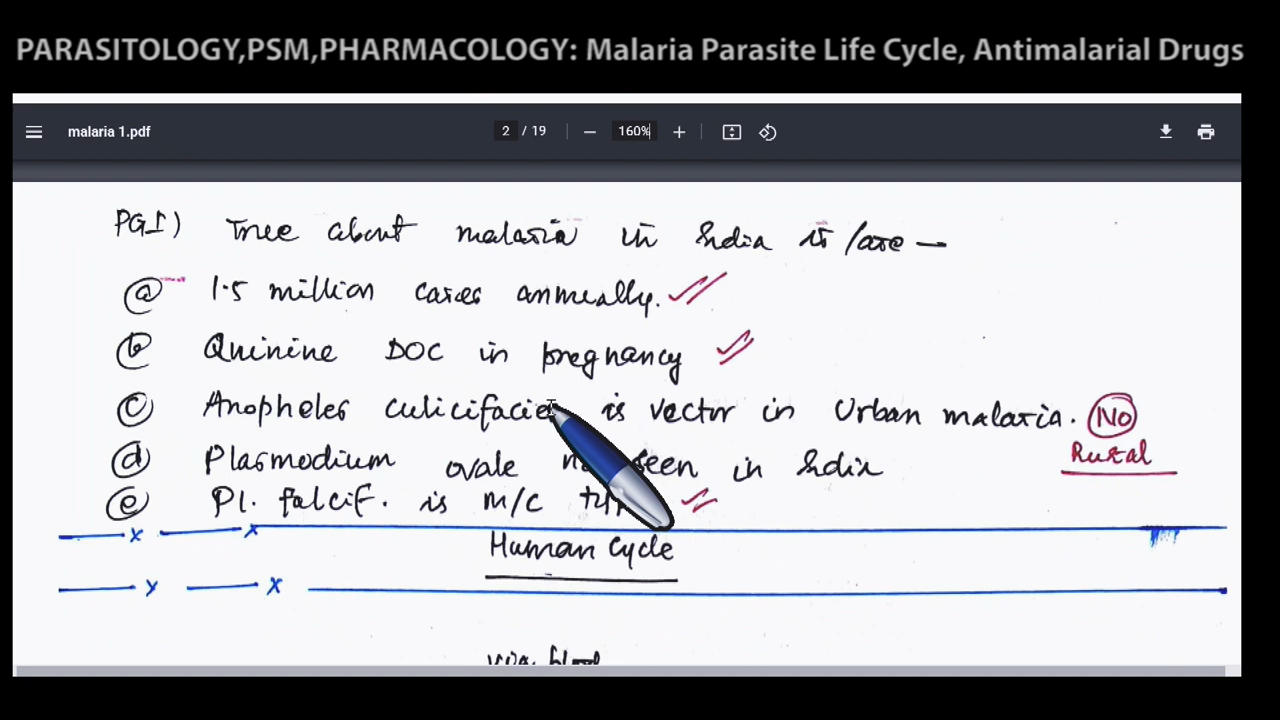 PARASITOLOGY,PSM,PHARMACOLOGY: Malaria Parasite Life Cycle, Antimalarial Drugs
malaria 1.pdf 2 / 19 160%
PGI) True about malaria in India is/are —
(a) 1.5 million cases annually.
(b) Quinine DOC in pregnancy
(c) Anopheles culicifacies is vector in Urban malaria. No
Rural
(d) Plasmodium ovale seen in India
(e) Pl. falcif. is m/c
Human Cycle
via blood